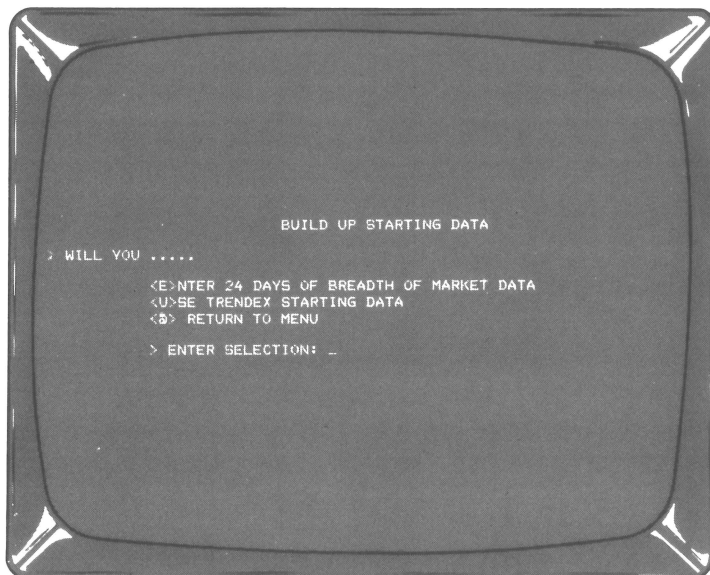 BUILD UP STARTING DATA
> WILL YOU .....
<E>NTER 24 DAYS OF BREADTH OF MARKET DATA
<U>SE TRENDEX STARTING DATA
<@> RETURN TO MENU
> ENTER SELECTION: _